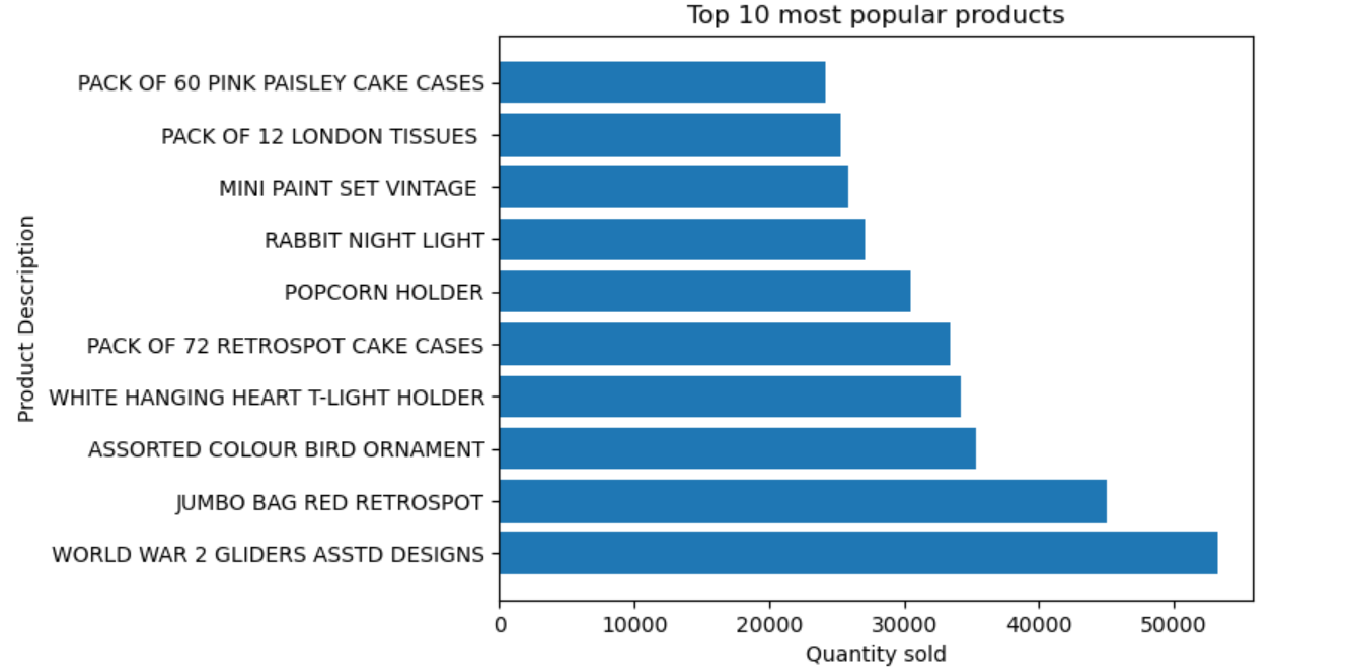 Top 10 most popular products
Product Description
PACK OF 60 PINK PAISLEY CAKE CASES
PACK OF 12 LONDON TISSUES
MINI PAINT SET VINTAGE
RABBIT NIGHT LIGHT
POPCORN HOLDER
PACK OF 72 RETROSPOT CAKE CASES
WHITE HANGING HEART T-LIGHT HOLDER
ASSORTED COLOUR BIRD ORNAMENT
JUMBO BAG RED RETROSPOT
WORLD WAR 2 GLIDERS ASSTD DESIGNS
0 10000 20000 30000 40000 50000
Quantity sold